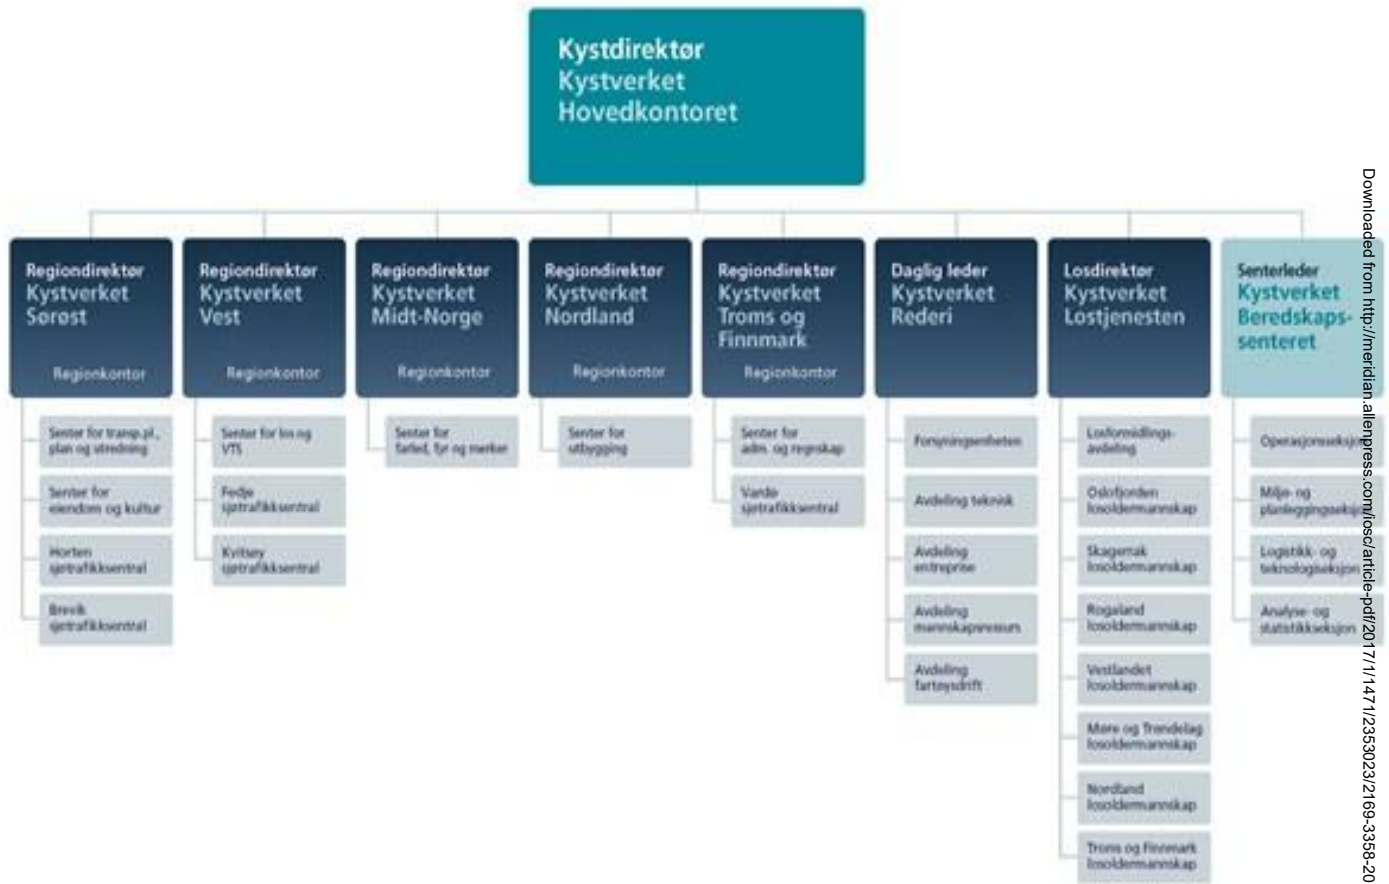 Kystdirektør
Kystverket
Hovedkontoret
Regiondirektør
Kystverket
Sørøst
Regionkontor
Senter for transp.pl.,
plan og utredning
Senter for
eiendom og kultur
Horten
sjøtrafikksentral
Brevik
sjøtrafikksentral
Regiondirektør
Kystverket
Vest
Regionkontor
Senter for los og
VTS
Fedje
sjøtrafikksentral
Kvitsøy
sjøtrafikksentral
Regiondirektør
Kystverket
Midt-Norge
Regionkontor
Senter for
farled, fyr og merker
Regiondirektør
Kystverket
Nordland
Regionkontor
Senter for
utbygging
Regiondirektør
Kystverket
Troms og
Finnmark
Regionkontor
Senter for
adm. og regnskap
Vardø
sjøtrafikksentral
Daglig leder
Kystverket
Rederi
Forsyningsenheten
Avdeling teknisk
Avdeling
entreprise
Avdeling
mannskapsressurs
Avdeling
fartøysdrift
Losdirektør
Kystverket
Lostjenesten
Losformidlings-
avdeling
Oslofjorden
losoldermannskap
Skagerrak
losoldermannskap
Rogaland
losoldermannskap
Vestlandet
losoldermannskap
Møre og Trøndelag
losoldermannskap
Nordland
losoldermannskap
Troms og Finnmark
losoldermannskap
Senterleder
Kystverket
Beredskaps-
senteret
Operasjonsseksjon
Miljø- og
planleggingsseksjon
Logistikk- og
teknologiseksjon
Analyse- og
statistikkseksjon
Downloaded from http://meridian.allenpress.com/iosc/article-pdf/2017/1/1471/2353023/2169-3358-20